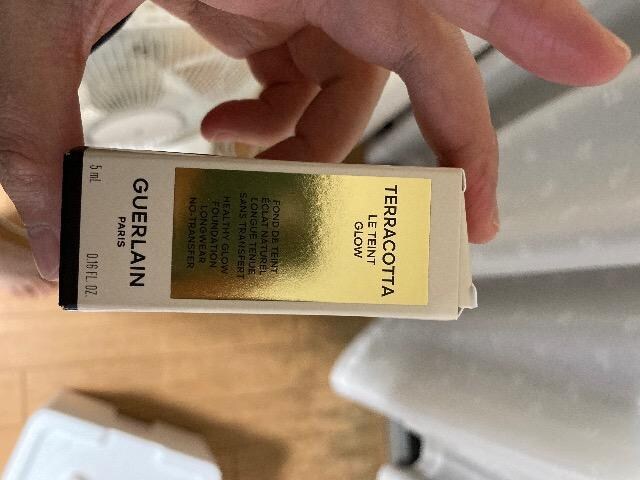 TERRACOTTA
LE TEINT
GLOW
FOND DE TEINT
ÉCLAT NATUREL
LONGUE TENUE
SANS TRANSFERT
HEALTHY GLOW
FOUNDATION
LONGWEAR
NO-TRANSFER
GUERLAIN
PARIS
5 mL 0.16 FL. OZ.